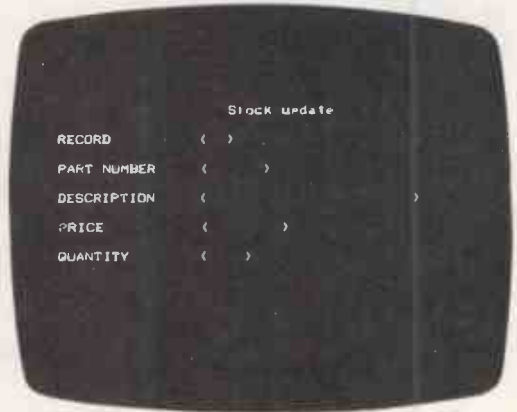 Stock update
RECORD ( )
PART NUMBER ( )
DESCRIPTION ( )
PRICE ( )
QUANTITY ( )